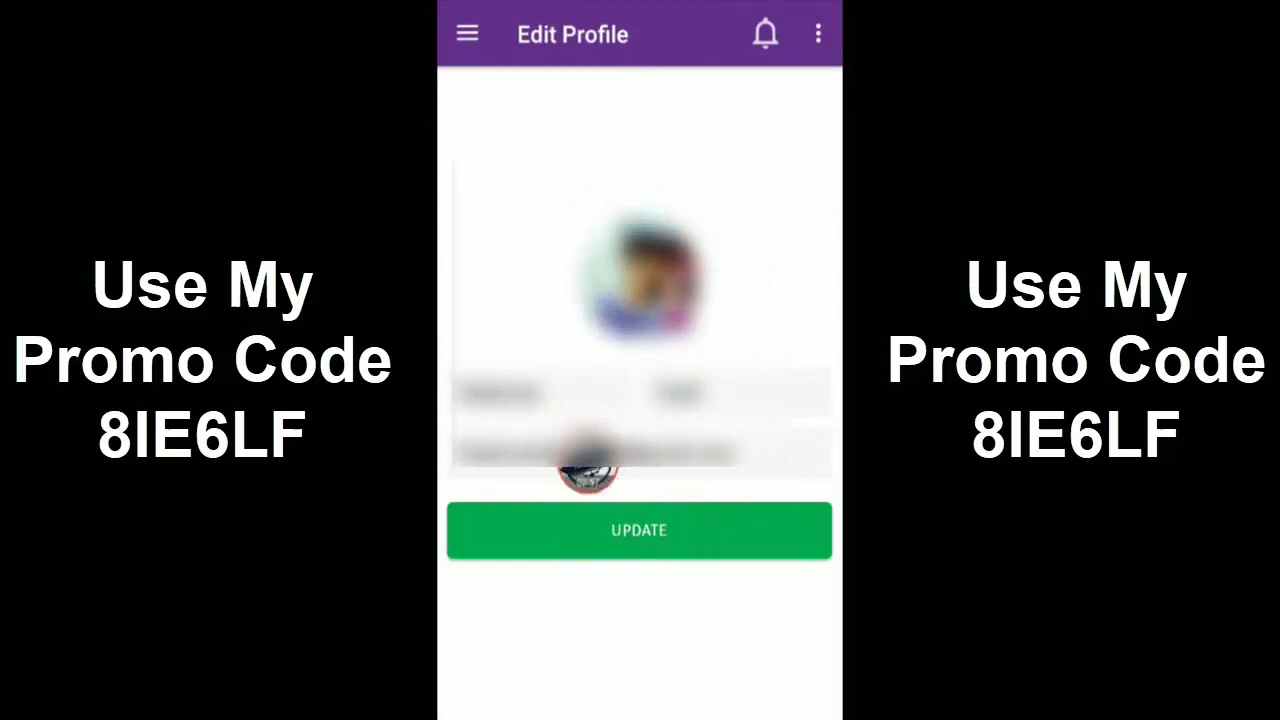 Edit Profile
Use My
Promo Code
8IE6LF
UPDATE
Use My
Promo Code
8IE6LF